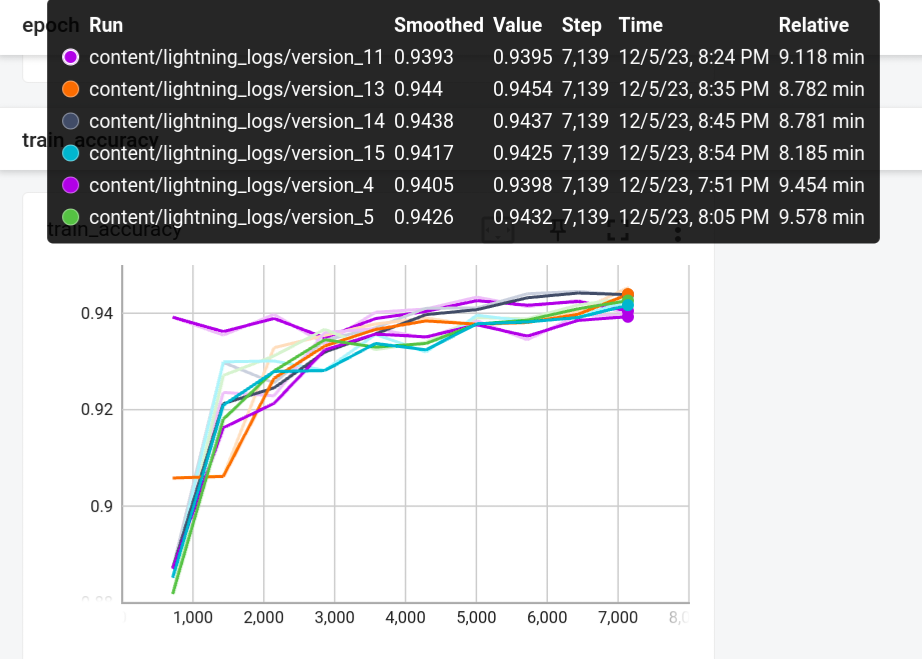 epoch
Run Smoothed Value Step Time Relative
content/lightning_logs/version_11 0.9393 0.9395 7,139 12/5/23, 8:24 PM 9.118 min
content/lightning_logs/version_13 0.944 0.9454 7,139 12/5/23, 8:35 PM 8.782 min
content/lightning_logs/version_14 0.9438 0.9437 7,139 12/5/23, 8:45 PM 8.781 min
train_accuracy
content/lightning_logs/version_15 0.9417 0.9425 7,139 12/5/23, 8:54 PM 8.185 min
content/lightning_logs/version_4 0.9405 0.9398 7,139 12/5/23, 7:51 PM 9.454 min
content/lightning_logs/version_5 0.9426 0.9432 7,139 12/5/23, 8:05 PM 9.578 min
train_accuracy
0.94
0.92
0.9
1,000 2,000 3,000 4,000 5,000 6,000 7,000